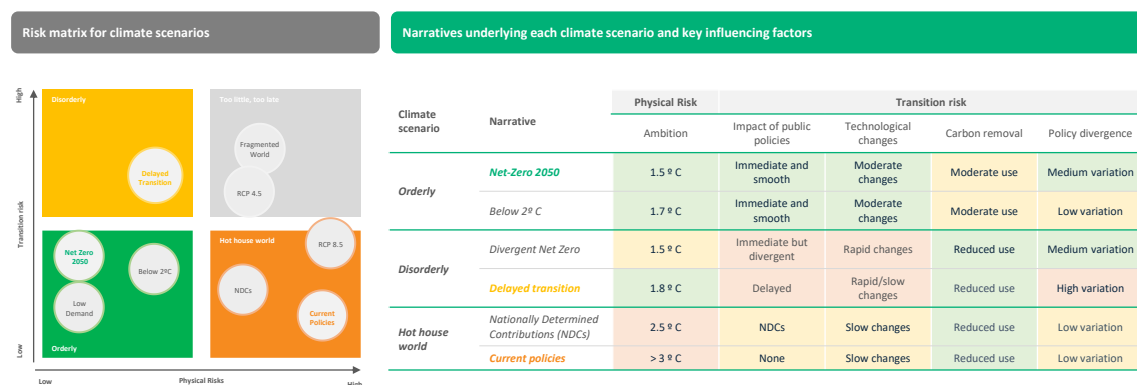 Risk matrix for climate scenarios
Narratives underlying each climate scenario and key influencing factors
High
Transition risk
Low
Disorderly
Delayed
Transition
Too little, too late
Fragmented
World
RCP 4.5
Net Zero
2050
Below 2ºC
Low
Demand
Orderly
Hot house world
RCP 8.5
NDCs
Current
Policies
Low
Physical Risks
High
Climate
scenario
Narrative
Physical Risk
Transition risk
Ambition
Impact of public
policies
Technological
changes
Carbon removal
Policy divergence
Orderly
Net-Zero 2050
1.5 º C
Immediate and
smooth
Moderate
changes
Moderate use
Medium variation
Below 2º C
1.7 º C
Immediate and
smooth
Moderate
changes
Moderate use
Low variation
Disorderly
Divergent Net Zero
1.5 º C
Immediate but
divergent
Rapid changes
Reduced use
Medium variation
Delayed transition
1.8 º C
Delayed
Rapid/slow
changes
Reduced use
High variation
Hot house
world
Nationally Determined
Contributions (NDCs)
2.5 º C
NDCs
Slow changes
Reduced use
Low variation
Current policies
> 3 º C
None
Slow changes
Reduced use
Low variation